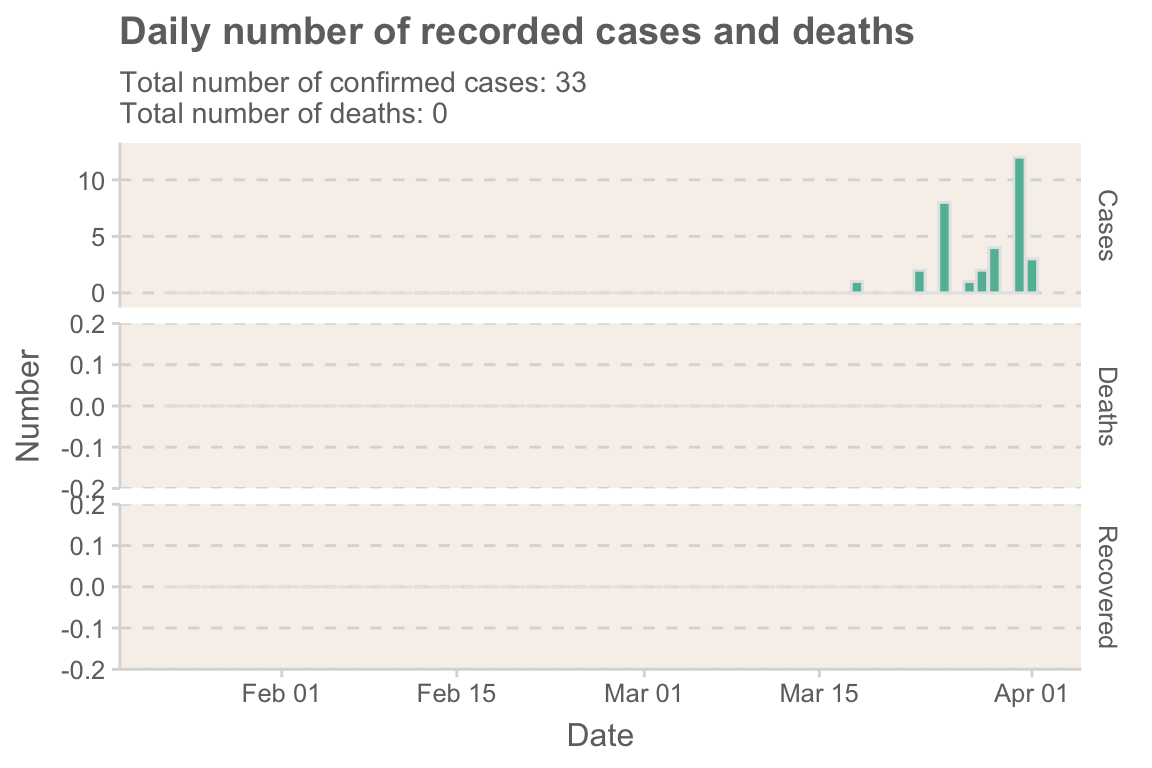 Daily number of recorded cases and deaths
Total number of confirmed cases: 33
Total number of deaths: 0
10
5
0
Cases
0.2
0.1
0.0
-0.1
-0.2
Deaths
0.2
0.1
0.0
-0.1
-0.2
Recovered
Number
Feb 01 Feb 15 Mar 01 Mar 15 Apr 01
Date